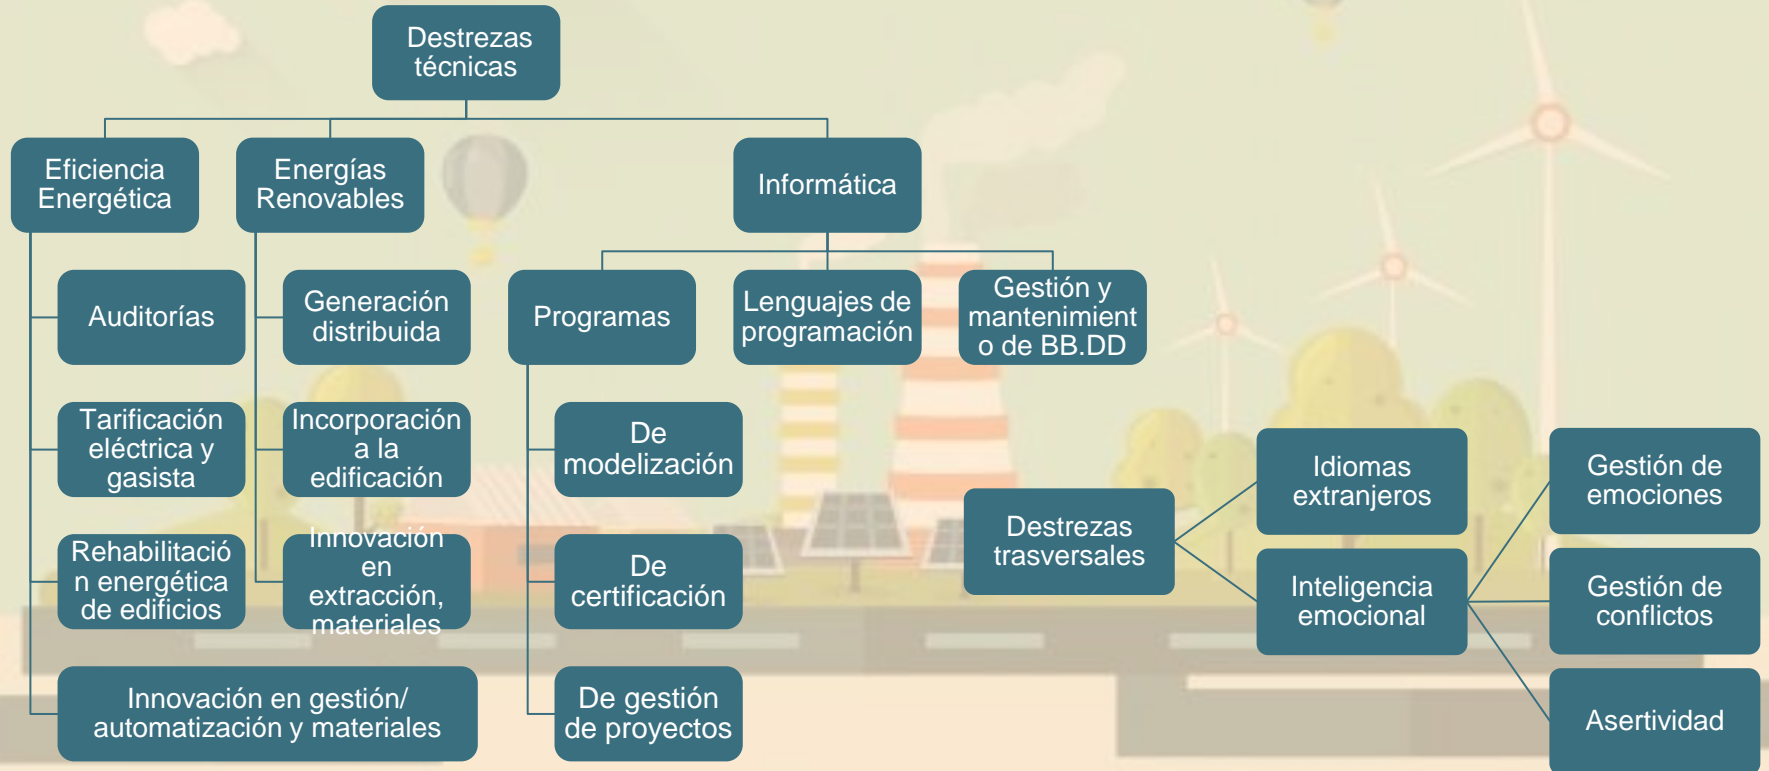 Destrezas
técnicas
Eficiencia
Energética
Energías
Renovables
Informática
Auditorías
Generación
distribuida
Programas
Lenguajes de
programación
Gestión y
mantenimient
o de BB.DD
Tarificación
eléctrica y
gasista
Incorporación
a la
edificación
De
modelización
Rehabilitació
n energética
de edificios
Innovación
en
extracción,
materiales
De
certificación
Innovación en gestión/
automatización y materiales
De gestión
de proyectos
Destrezas
trasversales
Idiomas
extranjeros
Inteligencia
emocional
Gestión de
emociones
Gestión de
conflictos
Asertividad